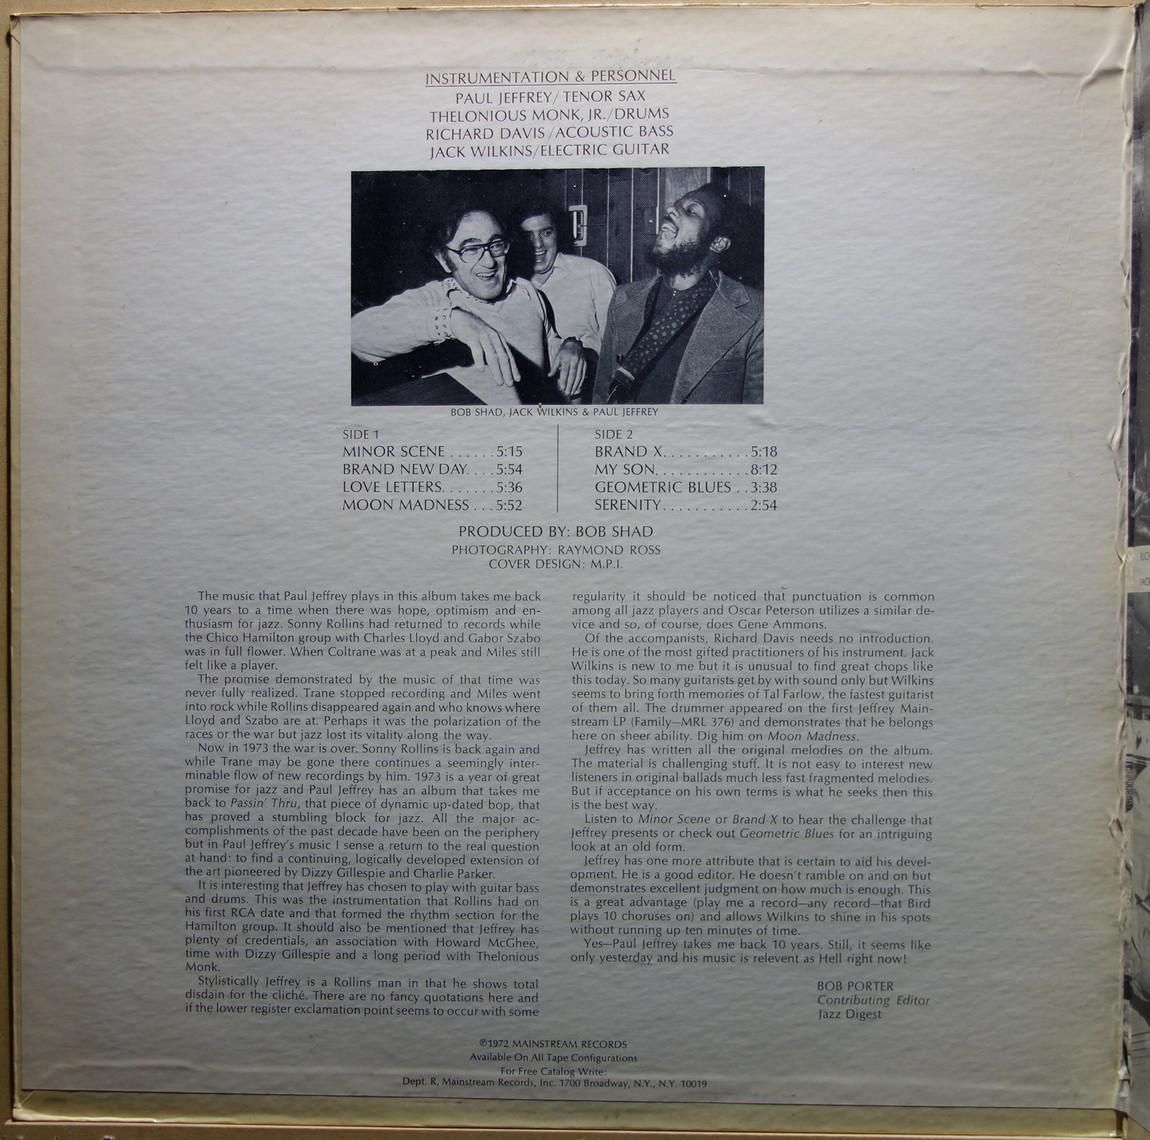 INSTRUMENTATION & PERSONNEL
PAUL JEFFREY/TENOR SAX
THELONIOUS MONK, JR./DRUMS
RICHARD DAVIS/ACOUSTIC BASS
JACK WILKINS/ELECTRIC GUITAR
BOB SHAD, JACK WILKINS & PAUL JEFFREY
SIDE 1
MINOR SCENE......5:15
BRAND NEW DAY....5:54
LOVE LETTERS.......5:36
MOON MADNESS...5:52
SIDE 2
BRAND X...........5:18
MY SON............8:12
GEOMETRIC BLUES..3:38
SERENITY...........2:54
PRODUCED BY: BOB SHAD
PHOTOGRAPHY: RAYMOND ROSS
COVER DESIGN: M.P.I.
The music that Paul Jeffrey plays in this album takes me back
10 years to a time when there was hope, optimism and en-
thusiasm for jazz. Sonny Rollins had returned to records while
the Chico Hamilton group with Charles Lloyd and Gabor Szabo
was in full flower. When Coltrane was at a peak and Miles still
felt like a player.
The promise demonstrated by the music of that time was
never fully realized. Trane stopped recording and Miles went
into rock while Rollins disappeared again and who knows where
Lloyd and Szabo are at. Perhaps it was the polarization of the
races or the war but jazz lost its vitality along the way.
Now in 1973 the war is over. Sonny Rollins is back again and
while Trane may be gone there continues a seemingly inter-
minable flow of new recordings by him. 1973 is a year of great
promise for jazz and Paul Jeffrey has an album that takes me
back to Passin' Thru, that piece of dynamic up-dated bop, that
has proved a stumbling block for jazz. All the major ac-
complishments of the past decade have been on the periphery
but in Paul Jeffrey's music I sense a return to the real question
at hand: to find a continuing, logically developed extension of
the art pioneered by Dizzy Gillespie and Charlie Parker.
It is interesting that Jeffrey has chosen to play with guitar bass
and drums. This was the instrumentation that Rollins had on
his first RCA date and that formed the rhythm section for the
Hamilton group. It should also be mentioned that Jeffrey has
plenty of credentials, an association with Howard McGhee,
time with Dizzy Gillespie and a long period with Thelonious
Monk.
Stylistically Jeffrey is a Rollins man in that he shows total
disdain for the cliché. There are no fancy quotations here and
if the lower register exclamation point seems to occur with some
regularity it should be noticed that punctuation is common
among all jazz players and Oscar Peterson utilizes a similar de-
vice and so, of course, does Gene Ammons.
Of the accompanists, Richard Davis needs no introduction.
He is one of the most gifted practitioners of his instrument. Jack
Wilkins is new to me but it is unusual to find great chops like
this today. So many guitarists get by with sound only but Wilkins
seems to bring forth memories of Tal Farlow, the fastest guitarist
of them all. The drummer appeared on the first Jeffrey Main-
stream LP (Family—MRL 376) and demonstrates that he belongs
here on sheer ability. Dig him on Moon Madness.
Jeffrey has written all the original melodies on the album.
The material is challenging stuff. It is not easy to interest new
listeners in original ballads much less fast fragmented melodies.
But if acceptance on his own terms is what he seeks then this
is the best way.
Listen to Minor Scene or Brand X to hear the challenge that
Jeffrey presents or check out Geometric Blues for an intriguing
look at an old form.
Jeffrey has one more attribute that is certain to aid his devel-
opment. He is a good editor. He doesn't ramble on and on but
demonstrates excellent judgment on how much is enough. This
is a great advantage (play me a record—any record—that Bird
plays 10 choruses on) and allows Wilkins to shine in his spots
without running up ten minutes of time.
Yes—Paul Jeffrey takes me back 10 years. Still, it seems like
only yesterday and his music is relevent as Hell right now!
BOB PORTER
Contributing Editor
Jazz Digest
℗1972 MAINSTREAM RECORDS
Available On All Tape Configurations
For Free Catalog Write:
Dept. R, Mainstream Records, Inc. 1700 Broadway, N.Y., N.Y. 10019